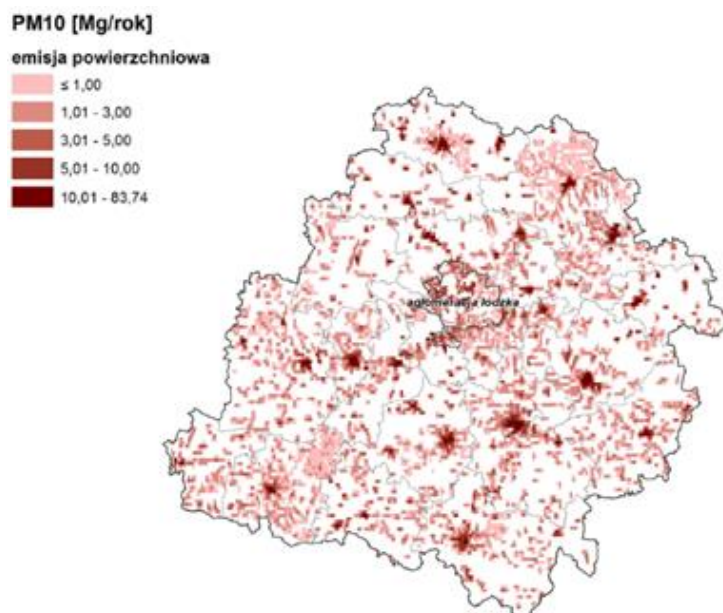 PM10 [Mg/rok]
emisja powierzchniowa
≤ 1,00
1,01 - 3,00
3,01 - 5,00
5,01 - 10,00
10,01 - 83,74
aglomeracja łódzka